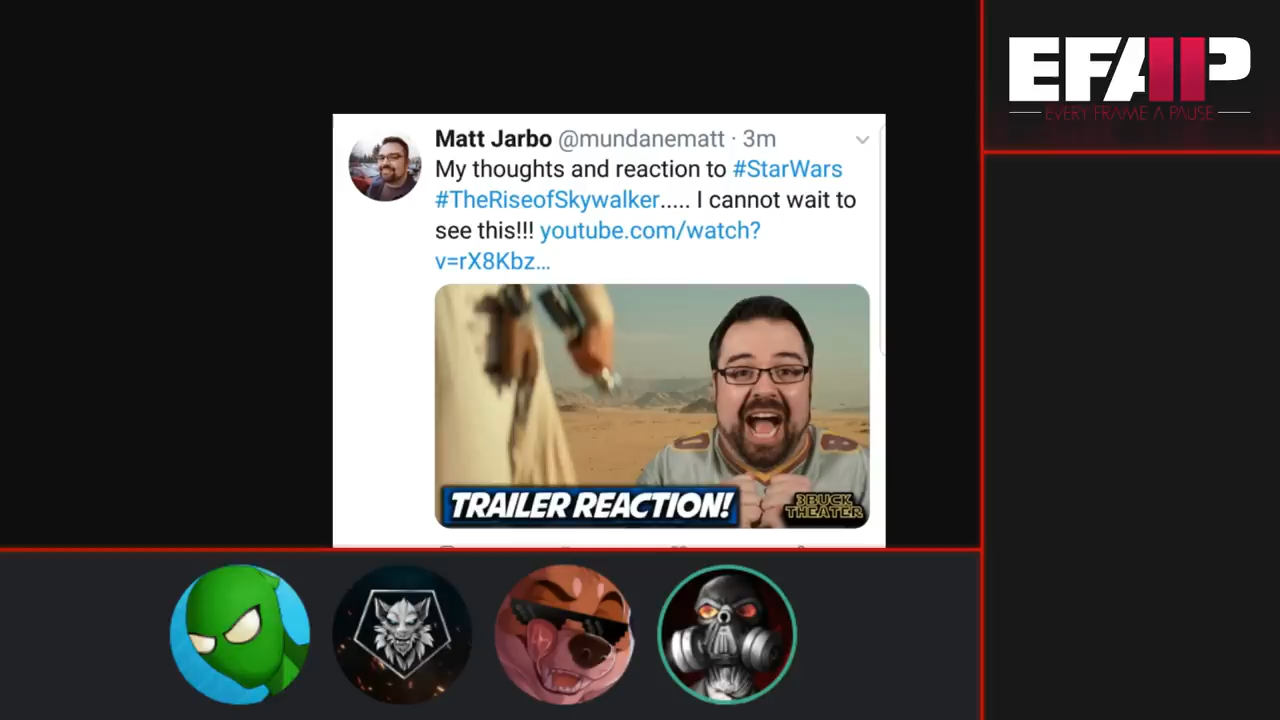 EFAP
EVERY FRAME A PAUSE
Matt Jarbo @mundanematt · 3m
My thoughts and reaction to #StarWars
#TheRiseofSkywalker..... I cannot wait to
see this!!! youtube.com/watch?
v=rX8Kbz…
TRAILER REACTION!
3BUCK
THEATER